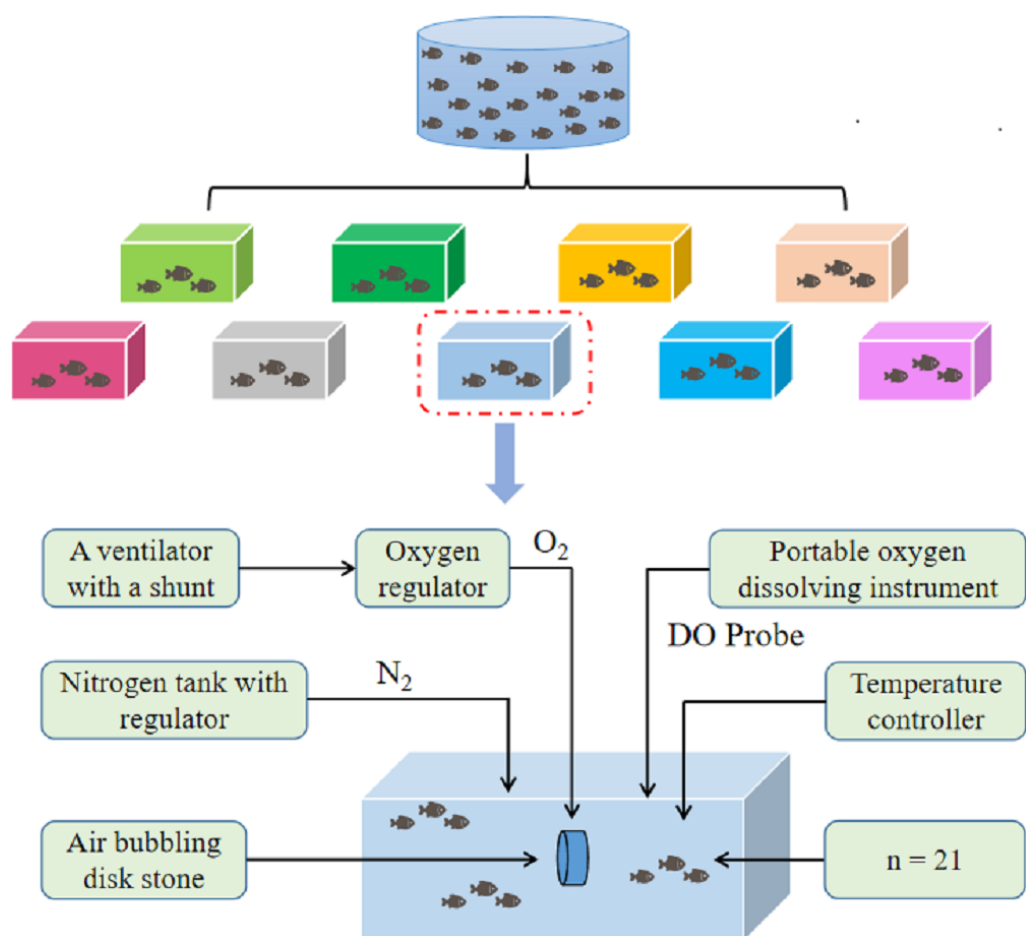 A ventilator
with a shunt
Oxygen
regulator
O₂
Portable oxygen
dissolving instrument
DO Probe
Nitrogen tank with
regulator
N₂
Temperature
controller
Air bubbling
disk stone
n = 21